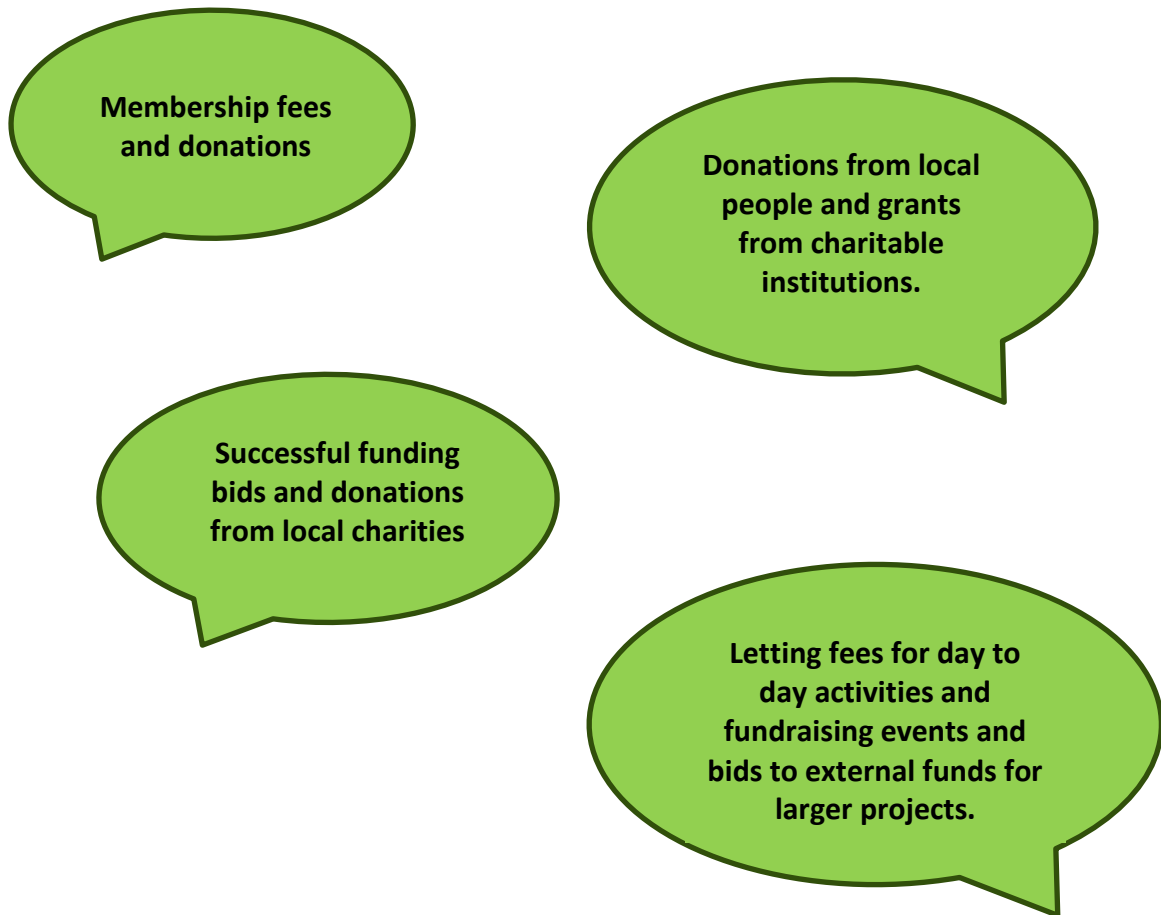 Membership fees
and donations
Donations from local
people and grants
from charitable
institutions.
Successful funding
bids and donations
from local charities
Letting fees for day to
day activities and
fundraising events and
bids to external funds for
larger projects.